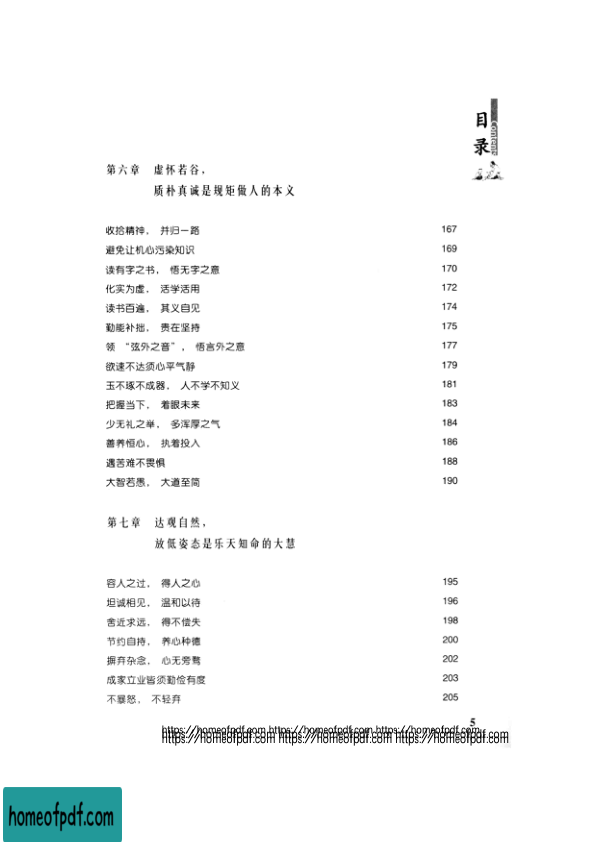 目录
Contents
第六章 虚怀若谷，
质朴真诚是规矩做人的本义
收拾精神， 并归一路 167
避免让机心污染知识 169
读有字之书， 悟无字之意 170
化实为虚， 活学活用 172
读书百遍， 其义自见 174
勤能补拙， 贵在坚持 175
领 “弦外之音”， 悟言外之意 177
欲速不达须心平气静 179
玉不琢不成器， 人不学不知义 181
把握当下， 着眼未来 183
少无礼之举， 多浑厚之气 184
善养恒心， 执着投入 186
遇苦难不畏惧 188
大智若愚， 大道至简 190
第七章 达观自然，
放低姿态是乐天知命的大慧
容人之过， 得人之心 195
坦诚相见， 温和以待 196
舍近求远， 得不偿失 198
节约自持， 养心种德 200
摒弃杂念， 心无旁骛 202
成家立业皆须勤俭有度 203
不暴怒， 不轻弃 205
5
https://homeofpdf.com https://homeofpdf.com https://homeofpdf.com
https://homeofpdf.com https://homeofpdf.com https://homeofpdf.com
homeofpdf.com